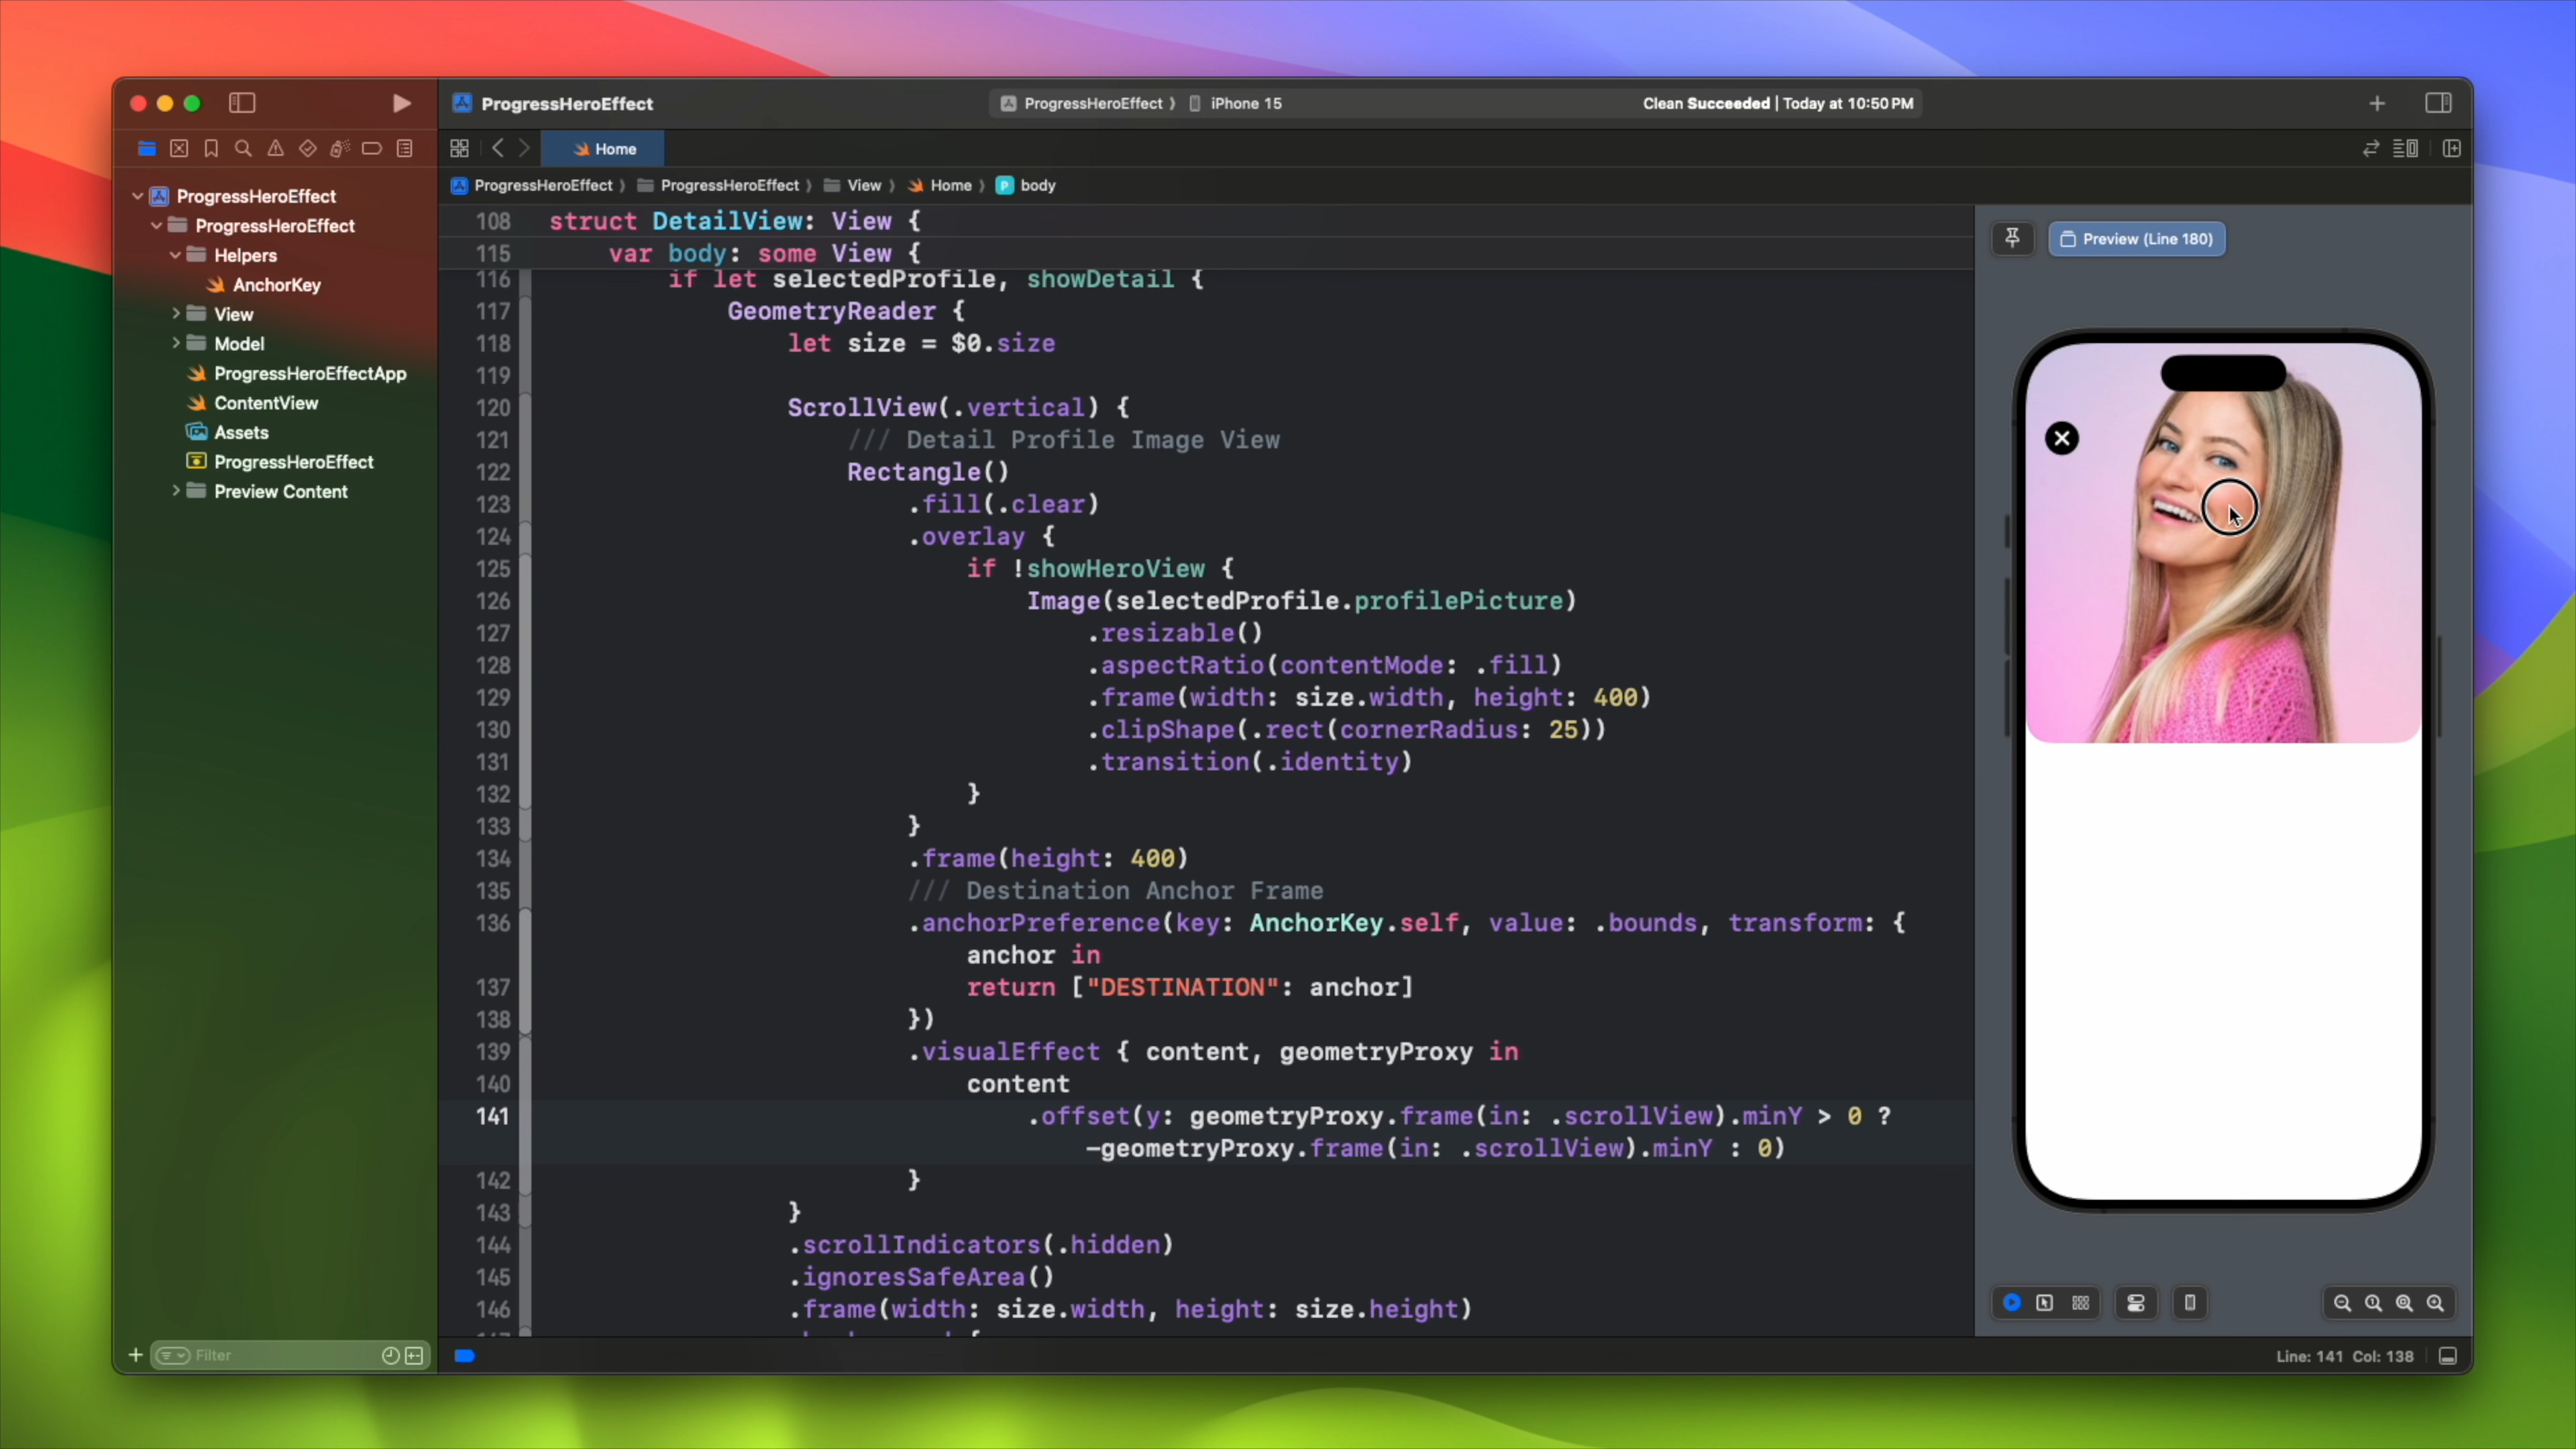 ProgressHeroEffect
ProgressHeroEffect ⟩ iPhone 15
Clean Succeeded | Today at 10:50 PM
Home
ProgressHeroEffect ⟩ ProgressHeroEffect ⟩ View ⟩ Home ⟩ P body
ProgressHeroEffect
ProgressHeroEffect
Helpers
AnchorKey
View
Model
ProgressHeroEffectApp
ContentView
Assets
ProgressHeroEffect
Preview Content
Filter
108 struct DetailView: View {
115 var body: some View {
116 if let selectedProfile, showDetail {
117 GeometryReader {
118 let size = $0.size
119
120 ScrollView(.vertical) {
121 /// Detail Profile Image View
122 Rectangle()
123 .fill(.clear)
124 .overlay {
125 if !showHeroView {
126 Image(selectedProfile.profilePicture)
127 .resizable()
128 .aspectRatio(contentMode: .fill)
129 .frame(width: size.width, height: 400)
130 .clipShape(.rect(cornerRadius: 25))
131 .transition(.identity)
132 }
133 }
134 .frame(height: 400)
135 /// Destination Anchor Frame
136 .anchorPreference(key: AnchorKey.self, value: .bounds, transform: {
anchor in
137 return ["DESTINATION": anchor]
138 })
139 .visualEffect { content, geometryProxy in
140 content
141 .offset(y: geometryProxy.frame(in: .scrollView).minY > 0 ?
-geometryProxy.frame(in: .scrollView).minY : 0)
142 }
143 }
144 .scrollIndicators(.hidden)
145 .ignoresSafeArea()
146 .frame(width: size.width, height: size.height)
Preview (Line 180)
Line: 141 Col: 138